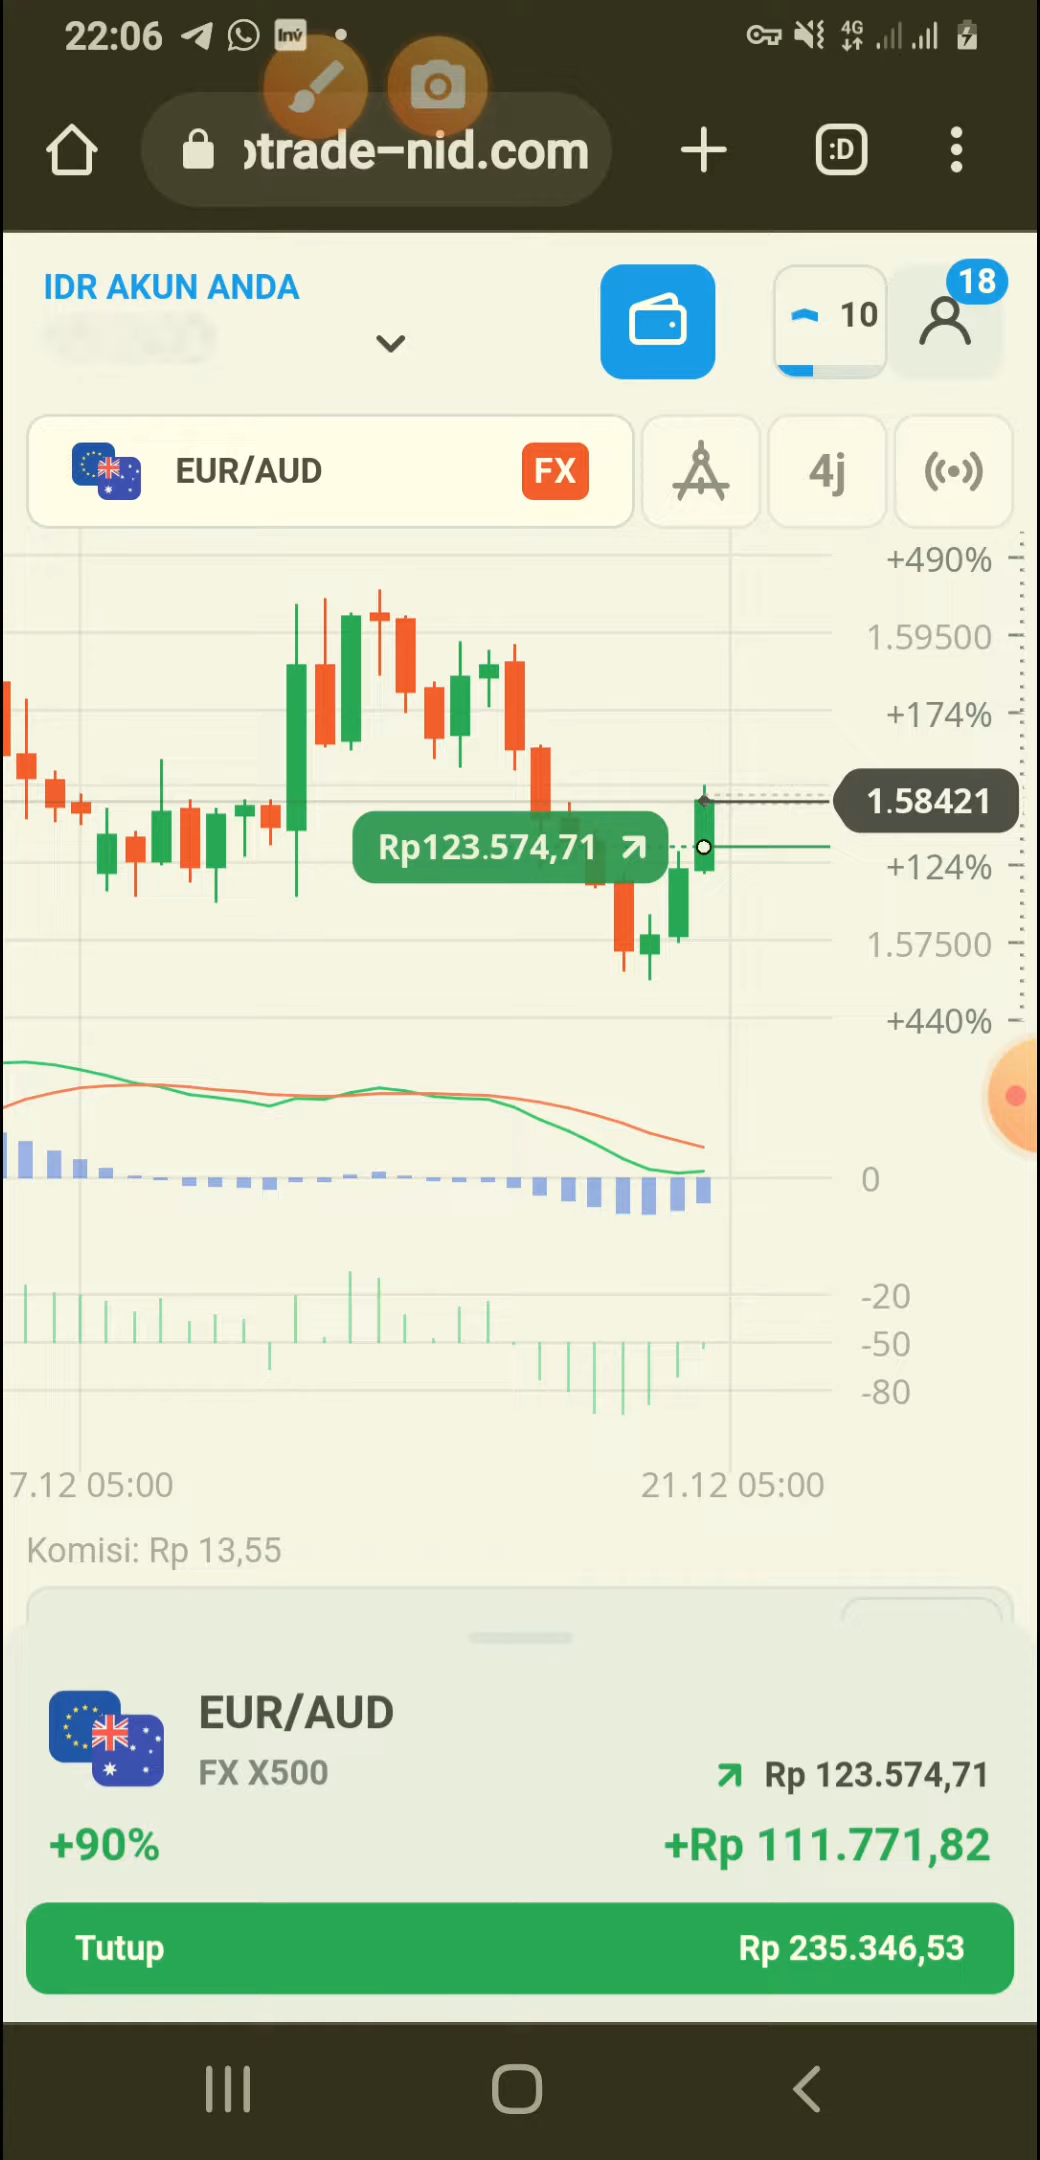 22:06
Inv
4G
otrade-nid.com
:D
IDR AKUN ANDA
10
18
EUR/AUD
FX
4j
+490%
1.59500
+174%
1.58421
Rp123.574,71
+124%
1.57500
+440%
0
-20
-50
-80
7.12 05:00
21.12 05:00
Komisi: Rp 13,55
EUR/AUD
FX X500
Rp 123.574,71
+90%
+Rp 111.771,82
Tutup
Rp 235.346,53